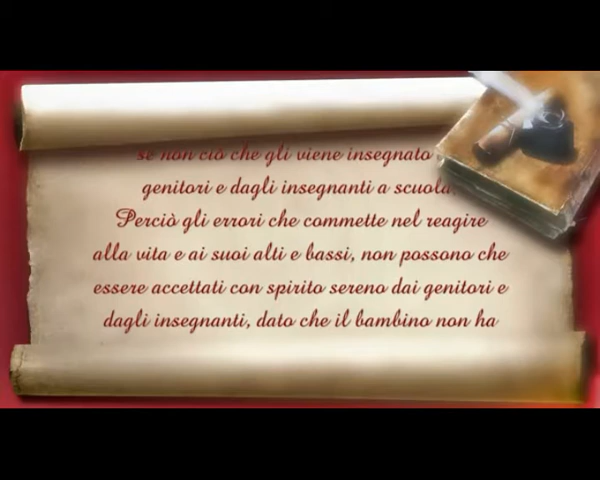 se non ciò che gli viene insegnato
genitori e dagli insegnanti a scuola.
Perciò gli errori che commette nel reagire
alla vita e ai suoi alti e bassi, non possono che
essere accettati con spirito sereno dai genitori e
dagli insegnanti, dato che il bambino non ha